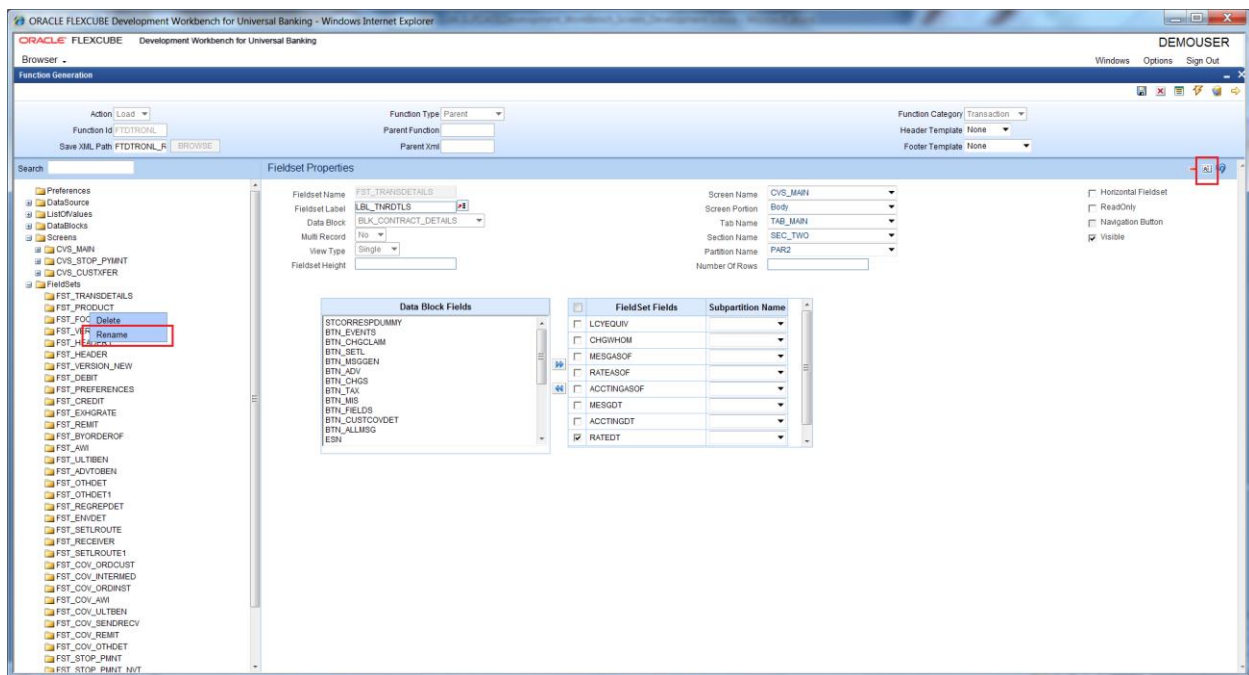 ORACLE FLEXCUBE Development Workbench for Universal Banking - Windows Internet Explorer
ORACLE FLEXCUBE Development Workbench for Universal Banking DEMOUSER
Browser Windows Options Sign Out
Function Generation
Action Load Function Type Parent Function Category Transaction
Function Id FTDTRONL Parent Function Header Template None
Save XML Path FTDTRONL_R BROWSE Parent Xml Footer Template None
Search
Preferences
DataSource
ListOfValues
DataBlocks
Screens
CVS_MAIN
CVS_STOP_PYMNT
CVS_CUSTXFER
FieldSets
FST_TRANSDETAILS
FST_PRODUCT
FST_FOO
Delete
FST_VER
Rename
FST_HEADER1
FST_HEADER
FST_VERSION_NEW
FST_DEBIT
FST_PREFERENCES
FST_CREDIT
FST_EXHGRATE
FST_REMIT
FST_BYORDEROF
FST_AWI
FST_ULTIBEN
FST_ADVTOBEN
FST_OTHDET
FST_OTHDET1
FST_REGREPDET
FST_ENVDET
FST_SETLROUTE
FST_RECEIVER
FST_SETLROUTE1
FST_COV_ORDCUST
FST_COV_INTERMED
FST_COV_ORDINST
FST_COV_AWI
FST_COV_ULTBEN
FST_COV_SENDRECV
FST_COV_REMIT
FST_COV_OTHDET
FST_STOP_PMNT
FST_STOP_PMNT_NVT
Fieldset Properties
Fieldset Name FST_TRANSDETAILS Screen Name CVS_MAIN Horizontal Fieldset
Fieldset Label LBL_TNRDTLS Screen Portion Body ReadOnly
Data Block BLK_CONTRACT_DETAILS Tab Name TAB_MAIN Navigation Button
Multi Record No Section Name SEC_TWO Visible
View Type Single Partition Name PAR2
Fieldset Height Number Of Rows
Data Block Fields
STCORRESPDUMMY
BTN_EVENTS
BTN_CHGCLAIM
BTN_SETL
BTN_MSGGEN
BTN_ADV
BTN_CHGS
BTN_TAX
BTN_MIS
BTN_FIELDS
BTN_CUSTCOVDET
BTN_ALLMSG
ESN
FieldSet Fields Subpartition Name
LCYEQUIV
CHGWHOM
MESGASOF
RATEASOF
ACCTINGASOF
MESGDT
ACCTINGDT
RATEDT